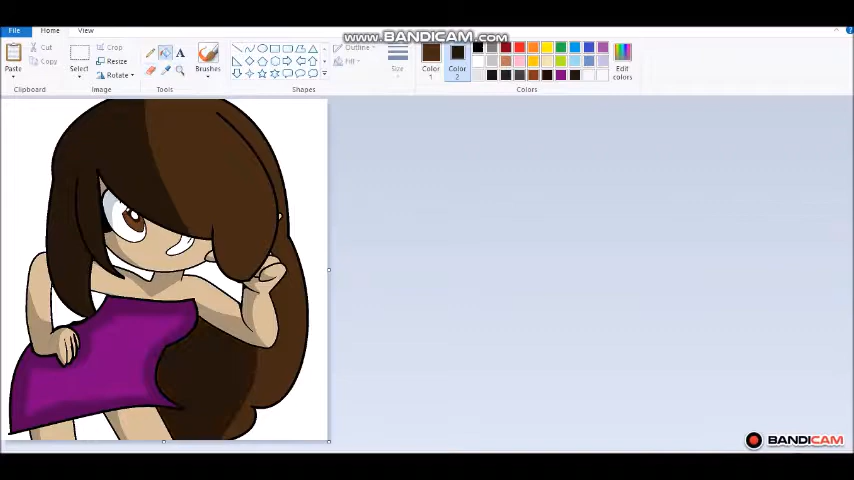 www.BANDICAM.com
File
Home
View
Paste
Cut
Copy
Clipboard
Select
Crop
Resize
Rotate
Image
A
Tools
Brushes
Outline
Fill
Shapes
Size
Color
1
Color
2
Colors
Edit
colors
BANDICAM